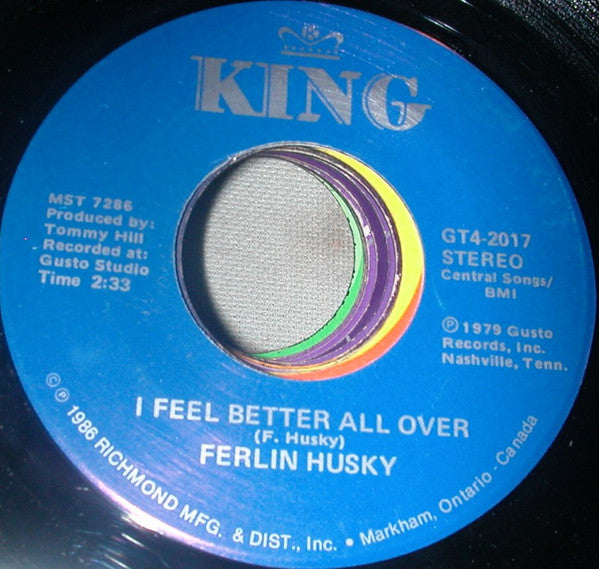 KING
MST 7286
Produced by:
Tommy Hill
Recorded at:
Gusto Studio
Time 2:33
GT4-2017
STEREO
Central Songs/
BMI
Ⓟ 1979 Gusto
Records, Inc.
Nashville, Tenn.
I FEEL BETTER ALL OVER
(F. Husky)
FERLIN HUSKY
© Ⓟ 1986 RICHMOND MFG. & DIST., Inc. • Markham, Ontario - Canada